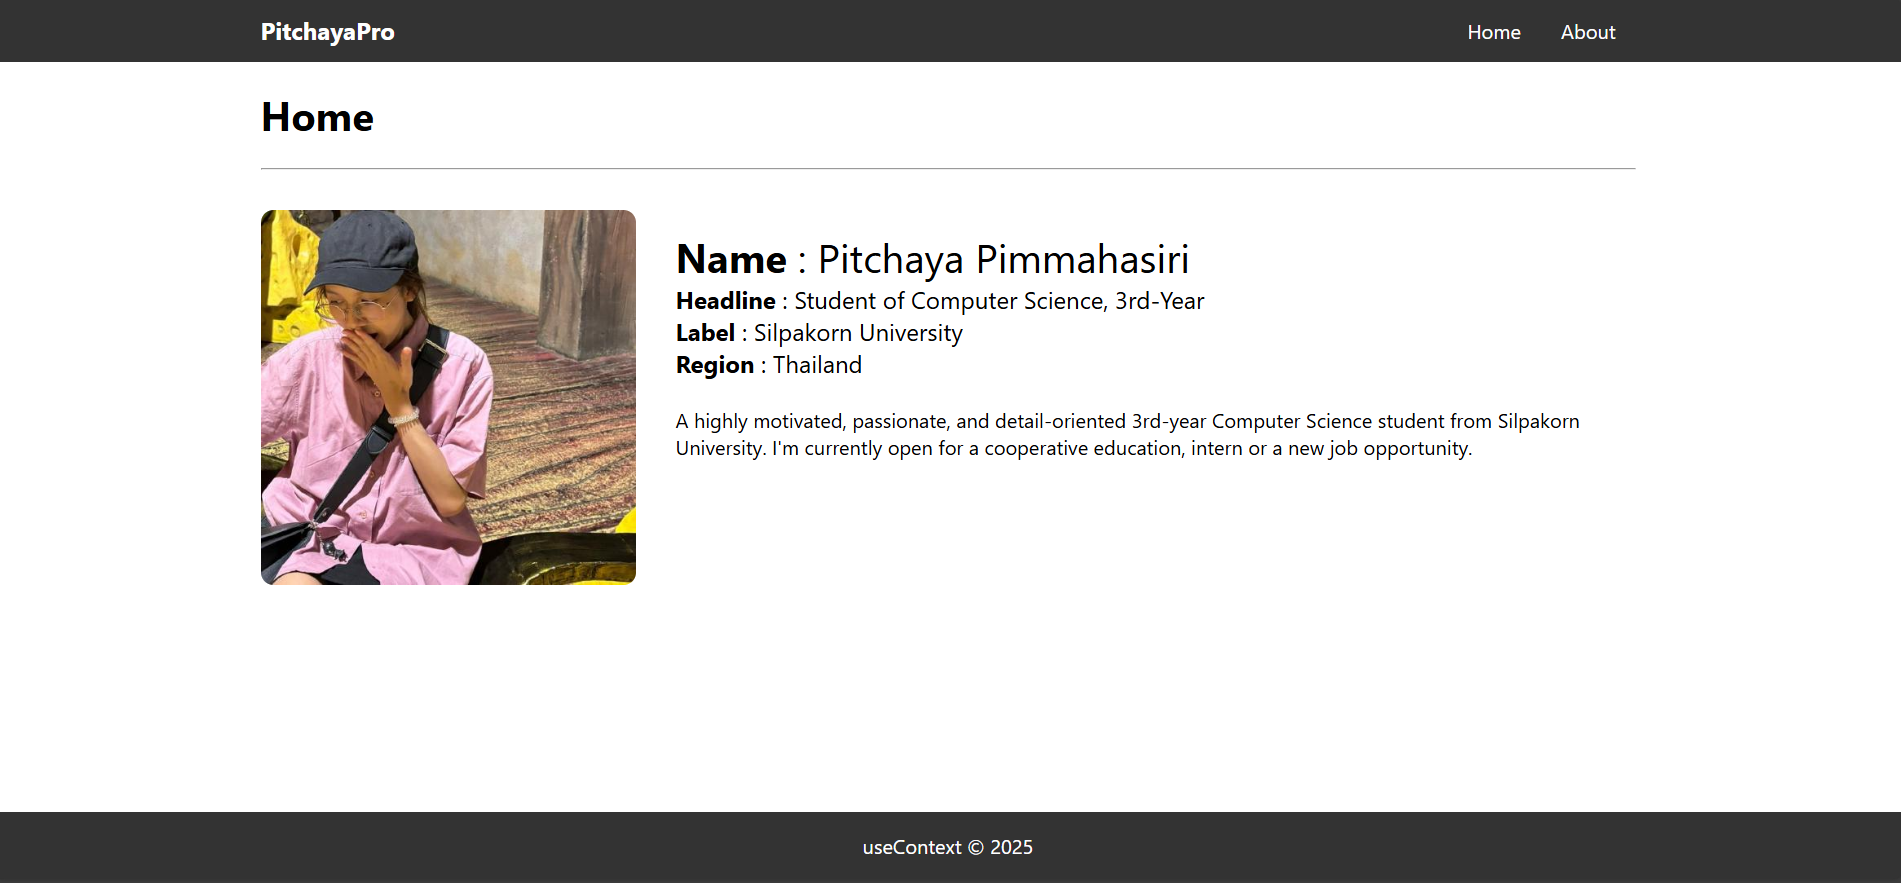 PitchayaPro
Home About
Home
Name : Pitchaya Pimmahasiri
Headline : Student of Computer Science, 3rd-Year
Label : Silpakorn University
Region : Thailand
A highly motivated, passionate, and detail-oriented 3rd-year Computer Science student from Silpakorn
University. I'm currently open for a cooperative education, intern or a new job opportunity.
useContext © 2025